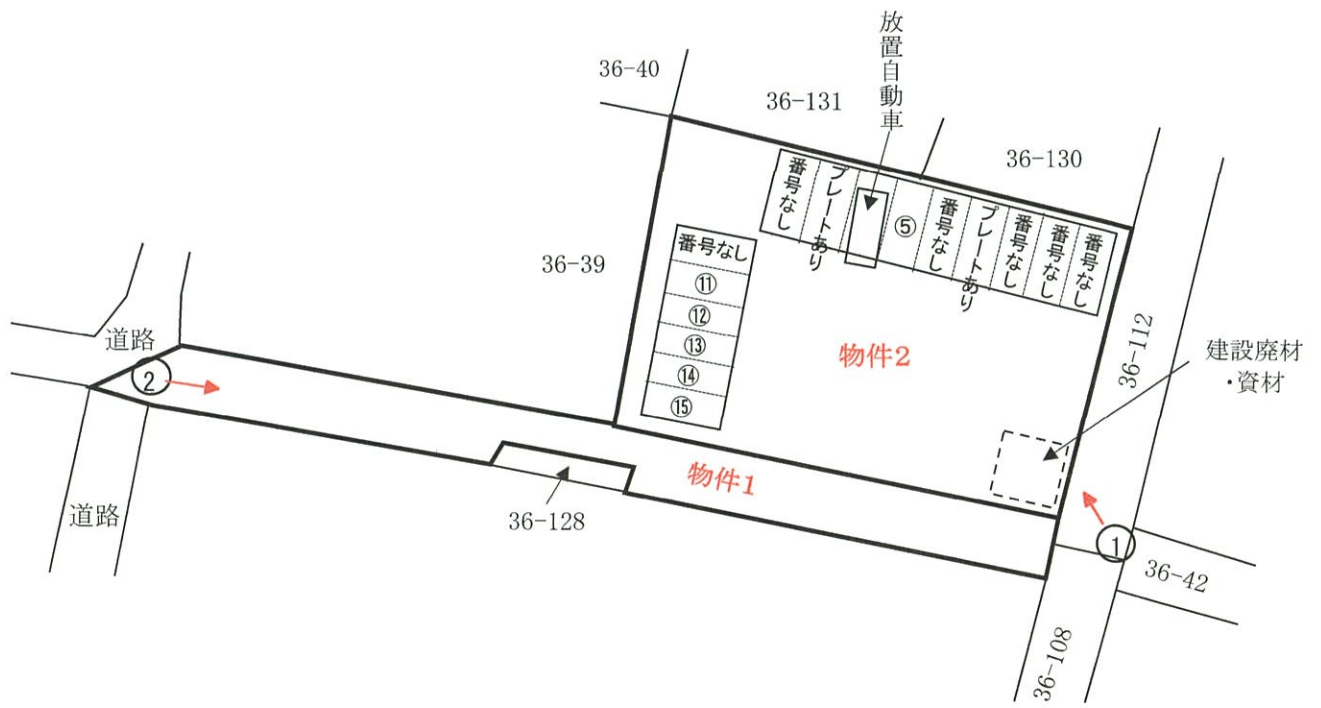 放置自動車
36-40
36-131
36-130
番号なし
プレートあり
⑤
番号なし
プレートあり
番号なし
番号なし
番号なし
36-39
番号なし
⑪
⑫
⑬
⑭
⑮
物件2
36-112
建設廃材
・資材
道路
2
物件1
36-128
道路
1
36-42
36-108